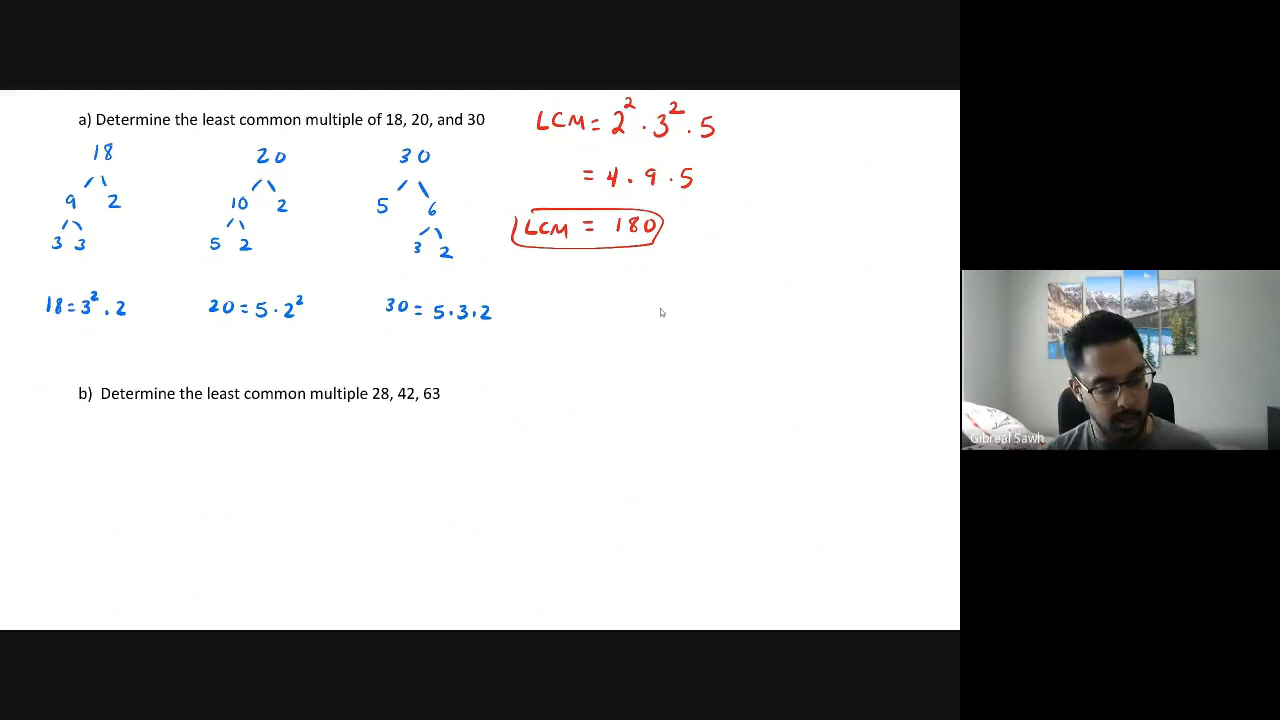 a) Determine the least common multiple of 18, 20, and 30
18 20 30
9 2 10 2 5 6
3 3 5 2 3 2
18 = 3² · 2 20 = 5 · 2² 30 = 5 · 3 · 2
LCM = 2² · 3² · 5
= 4 · 9 · 5
LCM = 180
b) Determine the least common multiple 28, 42, 63
Gibreal Sawh